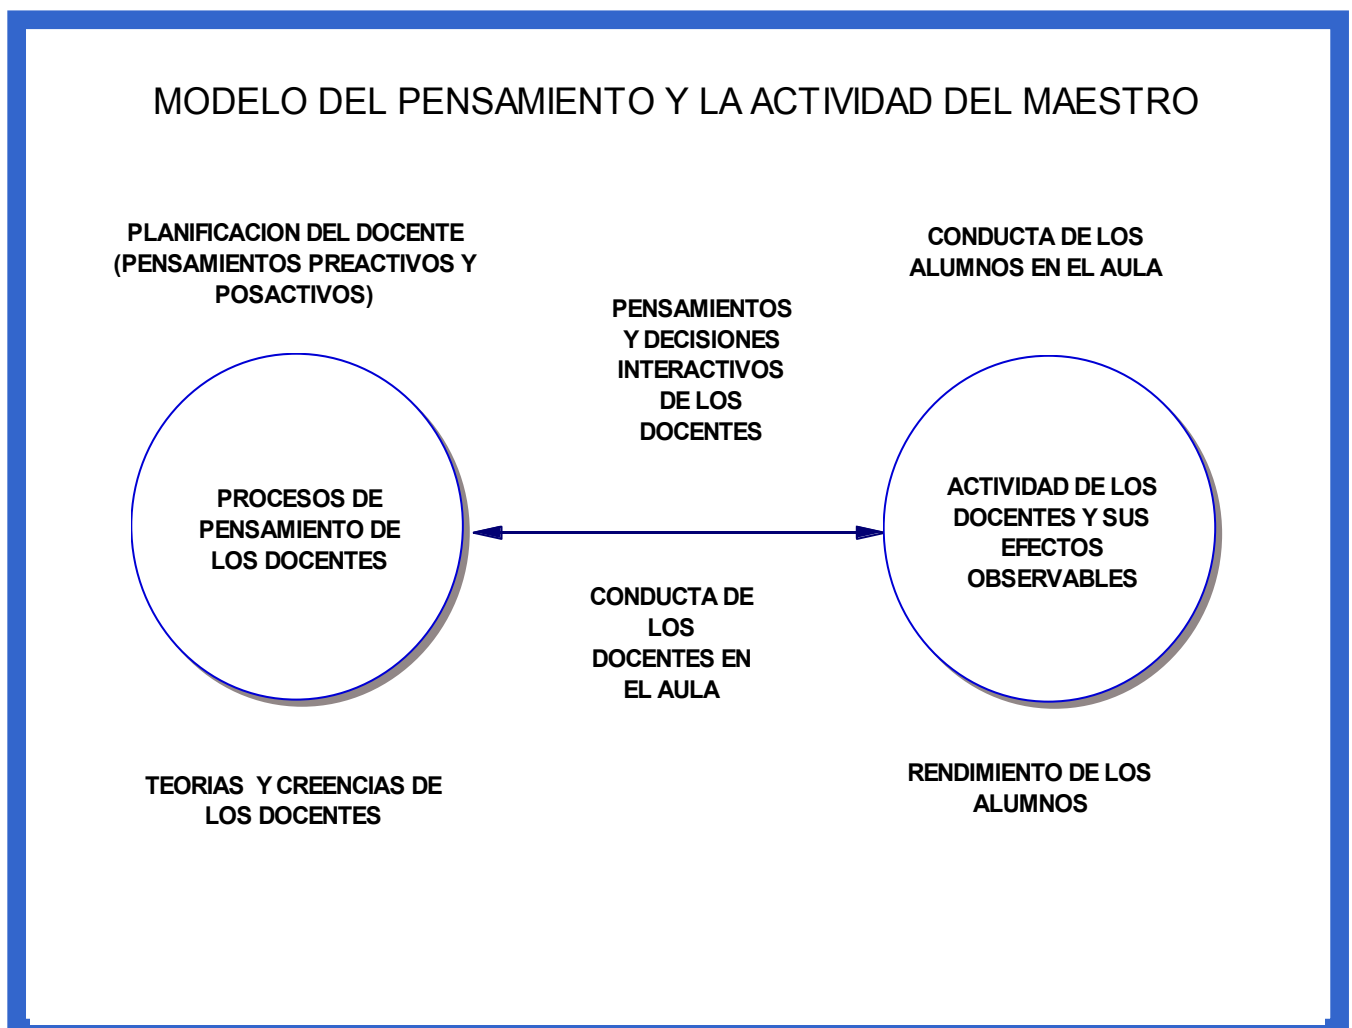 MODELO DEL PENSAMIENTO Y LA ACTIVIDAD DEL MAESTRO
PLANIFICACION DEL DOCENTE
(PENSAMIENTOS PREACTIVOS Y
POSACTIVOS)
CONDUCTA DE LOS
ALUMNOS EN EL AULA
PENSAMIENTOS
Y DECISIONES
INTERACTIVOS
DE LOS
DOCENTES
PROCESOS DE
PENSAMIENTO DE
LOS DOCENTES
ACTIVIDAD DE LOS
DOCENTES Y SUS
EFECTOS
OBSERVABLES
CONDUCTA DE
LOS
DOCENTES EN
EL AULA
TEORIAS Y CREENCIAS DE
LOS DOCENTES
RENDIMIENTO DE LOS
ALUMNOS